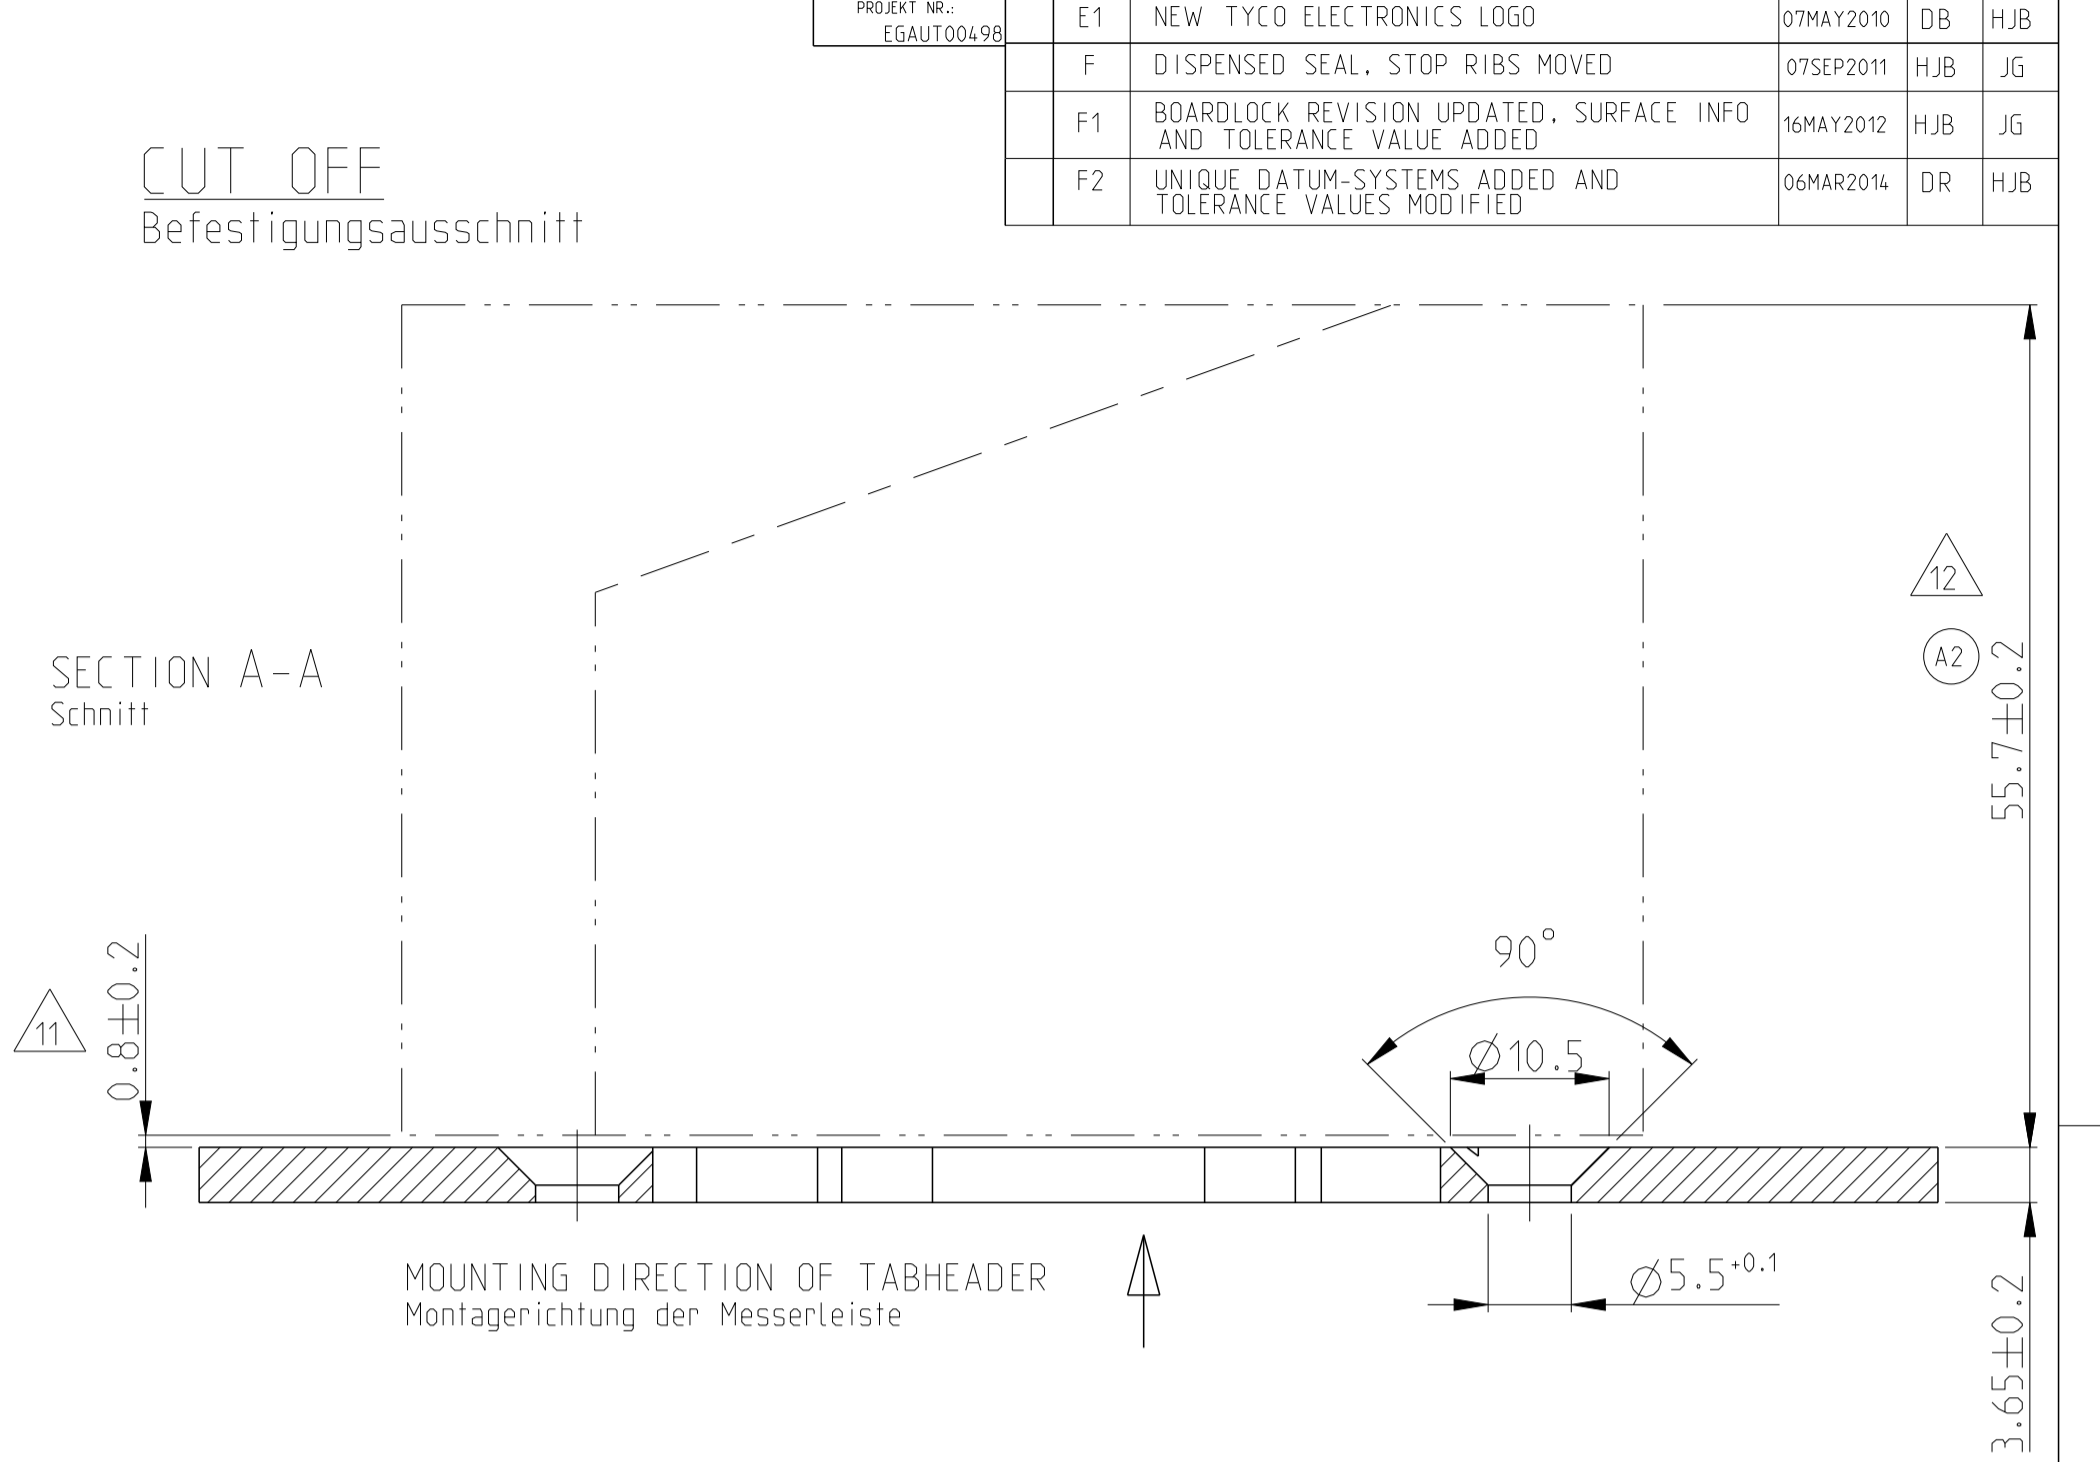 PROJEKT NR.:
EGAUT00498
E1 NEW TYCO ELECTRONICS LOGO 07MAY2010 DB HJB
F DISPENSED SEAL, STOP RIBS MOVED 07SEP2011 HJB JG
F1 BOARDLOCK REVISION UPDATED, SURFACE INFO
AND TOLERANCE VALUE ADDED 16MAY2012 HJB JG
F2 UNIQUE DATUM-SYSTEMS ADDED AND
TOLERANCE VALUES MODIFIED 06MAR2014 DR HJB
CUT OFF
Befestigungsausschnitt
12
A2
55.7±0.2
SECTION A-A
Schnitt
11
0.8±0.2
90°
Ø10.5
MOUNTING DIRECTION OF TABHEADER
Montagerichtung der Messerleiste
Ø5.5+0.1
3.65±0.2